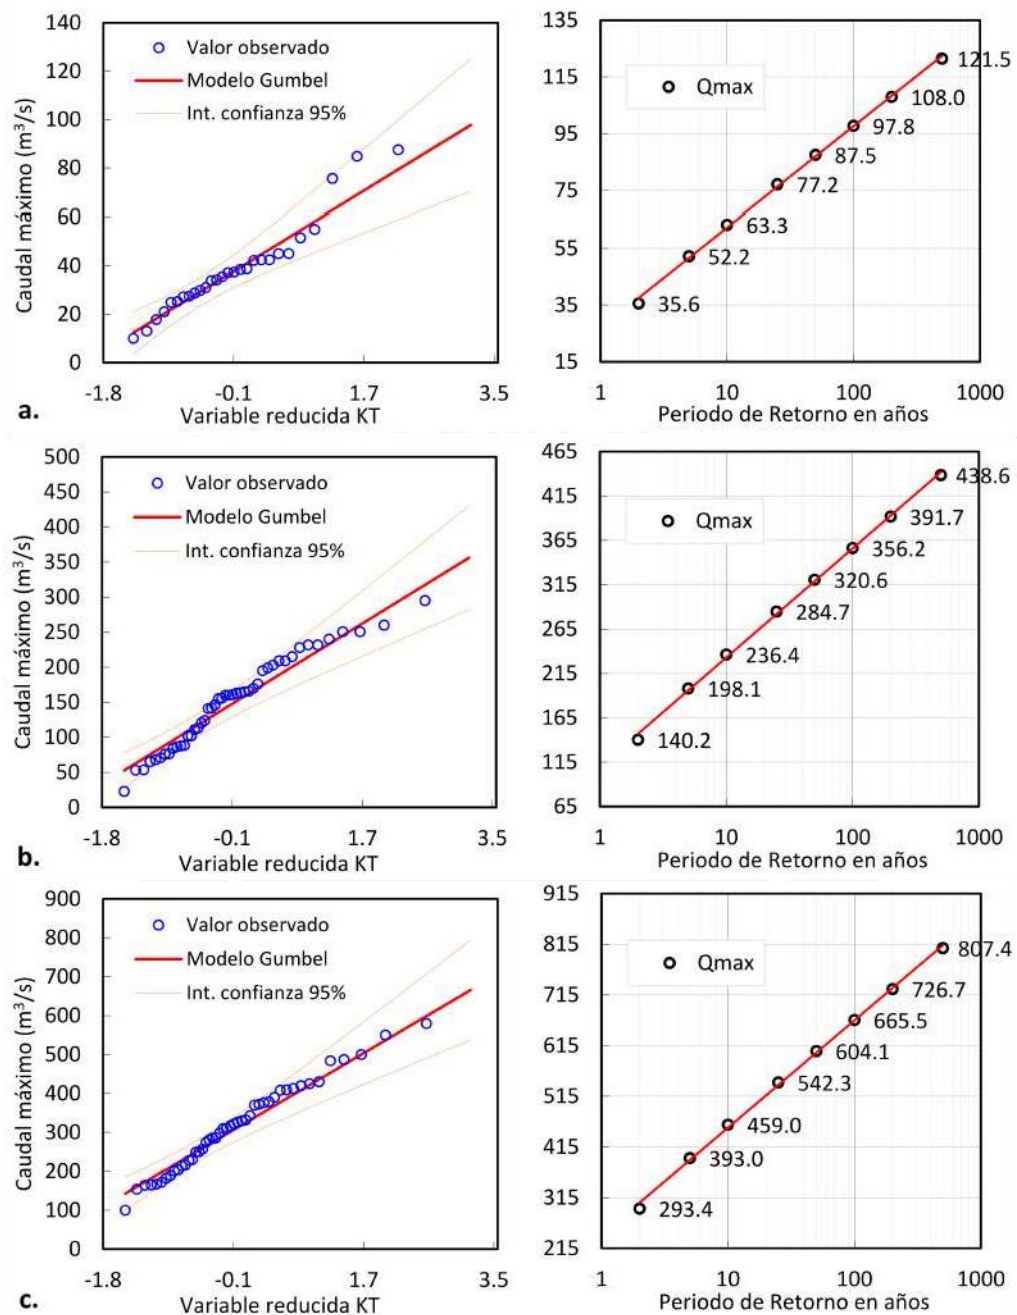 140
120
100
80
60
40
20
0
Caudal máximo (m³/s)
Valor observado
Modelo Gumbel
Int. confianza 95%
-1.8 -0.1 1.7 3.5
Variable reducida KT
a.
135
115
95
75
55
35
15
Qmax
121.5
108.0
97.8
87.5
77.2
63.3
52.2
35.6
1 10 100 1000
Periodo de Retorno en años
500
450
400
350
300
250
200
150
100
50
0
Caudal máximo (m³/s)
Valor observado
Modelo Gumbel
Int. confianza 95%
-1.8 -0.1 1.7 3.5
Variable reducida KT
b.
465
415
365
315
265
215
165
115
65
Qmax
438.6
391.7
356.2
320.6
284.7
236.4
198.1
140.2
1 10 100 1000
Periodo de Retorno en años
900
800
700
600
500
400
300
200
100
0
Caudal máximo (m³/s)
Valor observado
Modelo Gumbel
Int. confianza 95%
-1.8 -0.1 1.7 3.5
Variable reducida KT
c.
915
815
715
615
515
415
315
215
Qmax
807.4
726.7
665.5
604.1
542.3
459.0
393.0
293.4
1 10 100 1000
Periodo de Retorno en años